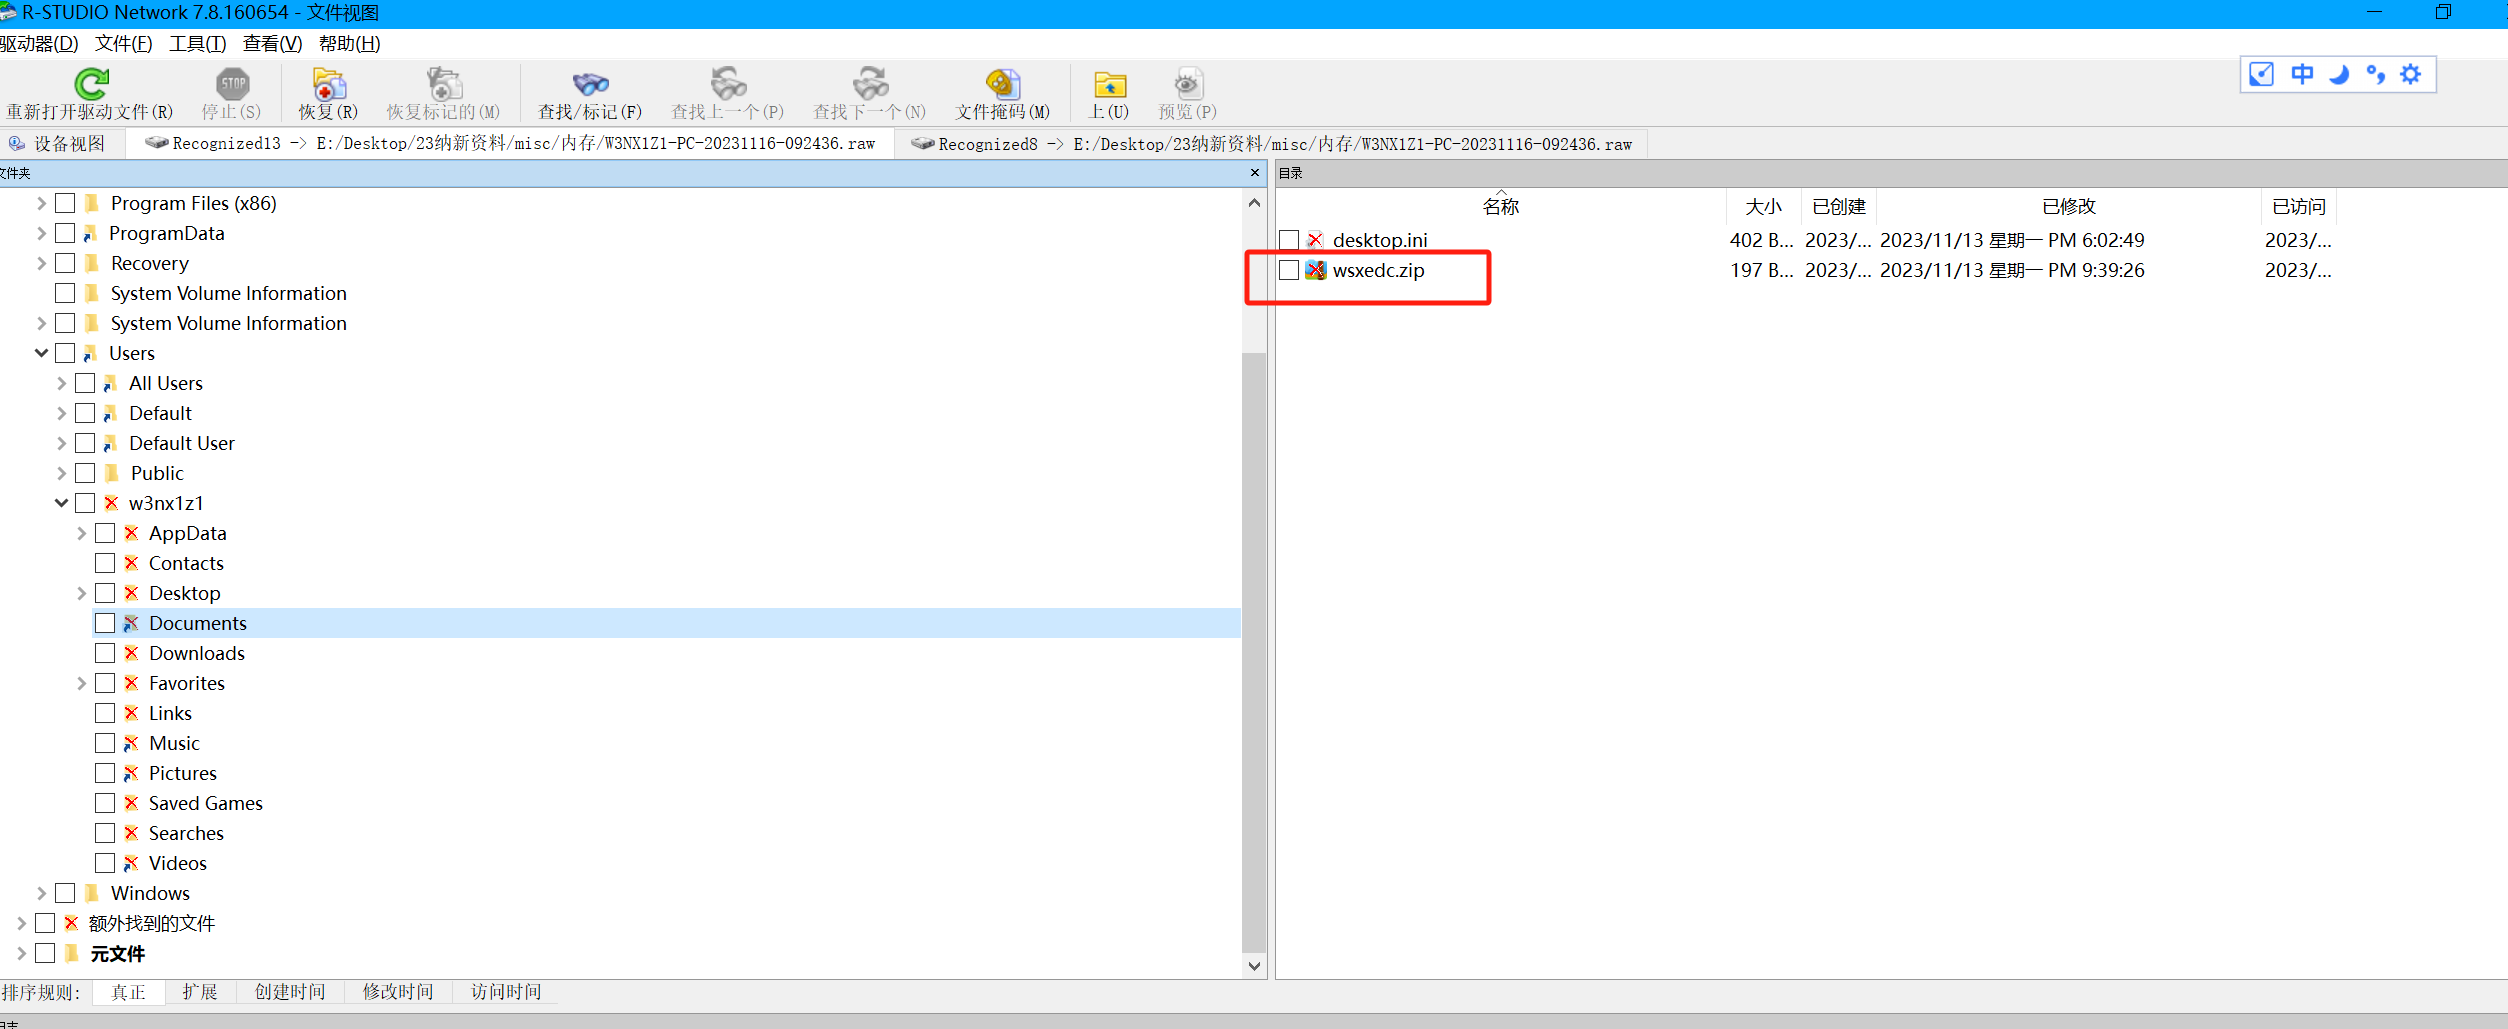 R-STUDIO Network 7.8.160654 - 文件视图
驱动器(D) 文件(F) 工具(T) 查看(V) 帮助(H)
STOP
重新打开驱动文件(R) 停止(S) 恢复(R) 恢复标记的(M) 查找/标记(F) 查找上一个(P) 查找下一个(N) 文件掩码(M) 上(U) 预览(P)
中
设备视图 Recognized13 -> E:/Desktop/23纳新资料/misc/内存/W3NX1Z1-PC-20231116-092436.raw Recognized8 -> E:/Desktop/23纳新资料/misc/内存/W3NX1Z1-PC-20231116-092436.raw
文件夹
Program Files (x86)
ProgramData
Recovery
System Volume Information
System Volume Information
Users
All Users
Default
Default User
Public
w3nx1z1
AppData
Contacts
Desktop
Documents
Downloads
Favorites
Links
Music
Pictures
Saved Games
Searches
Videos
Windows
额外找到的文件
元文件
目录
名称 大小 已创建 已修改 已访问
desktop.ini 402 B... 2023/... 2023/11/13 星期一 PM 6:02:49 2023/...
wsxedc.zip 197 B... 2023/... 2023/11/13 星期一 PM 9:39:26 2023/...
排序规则: 真正 扩展 创建时间 修改时间 访问时间